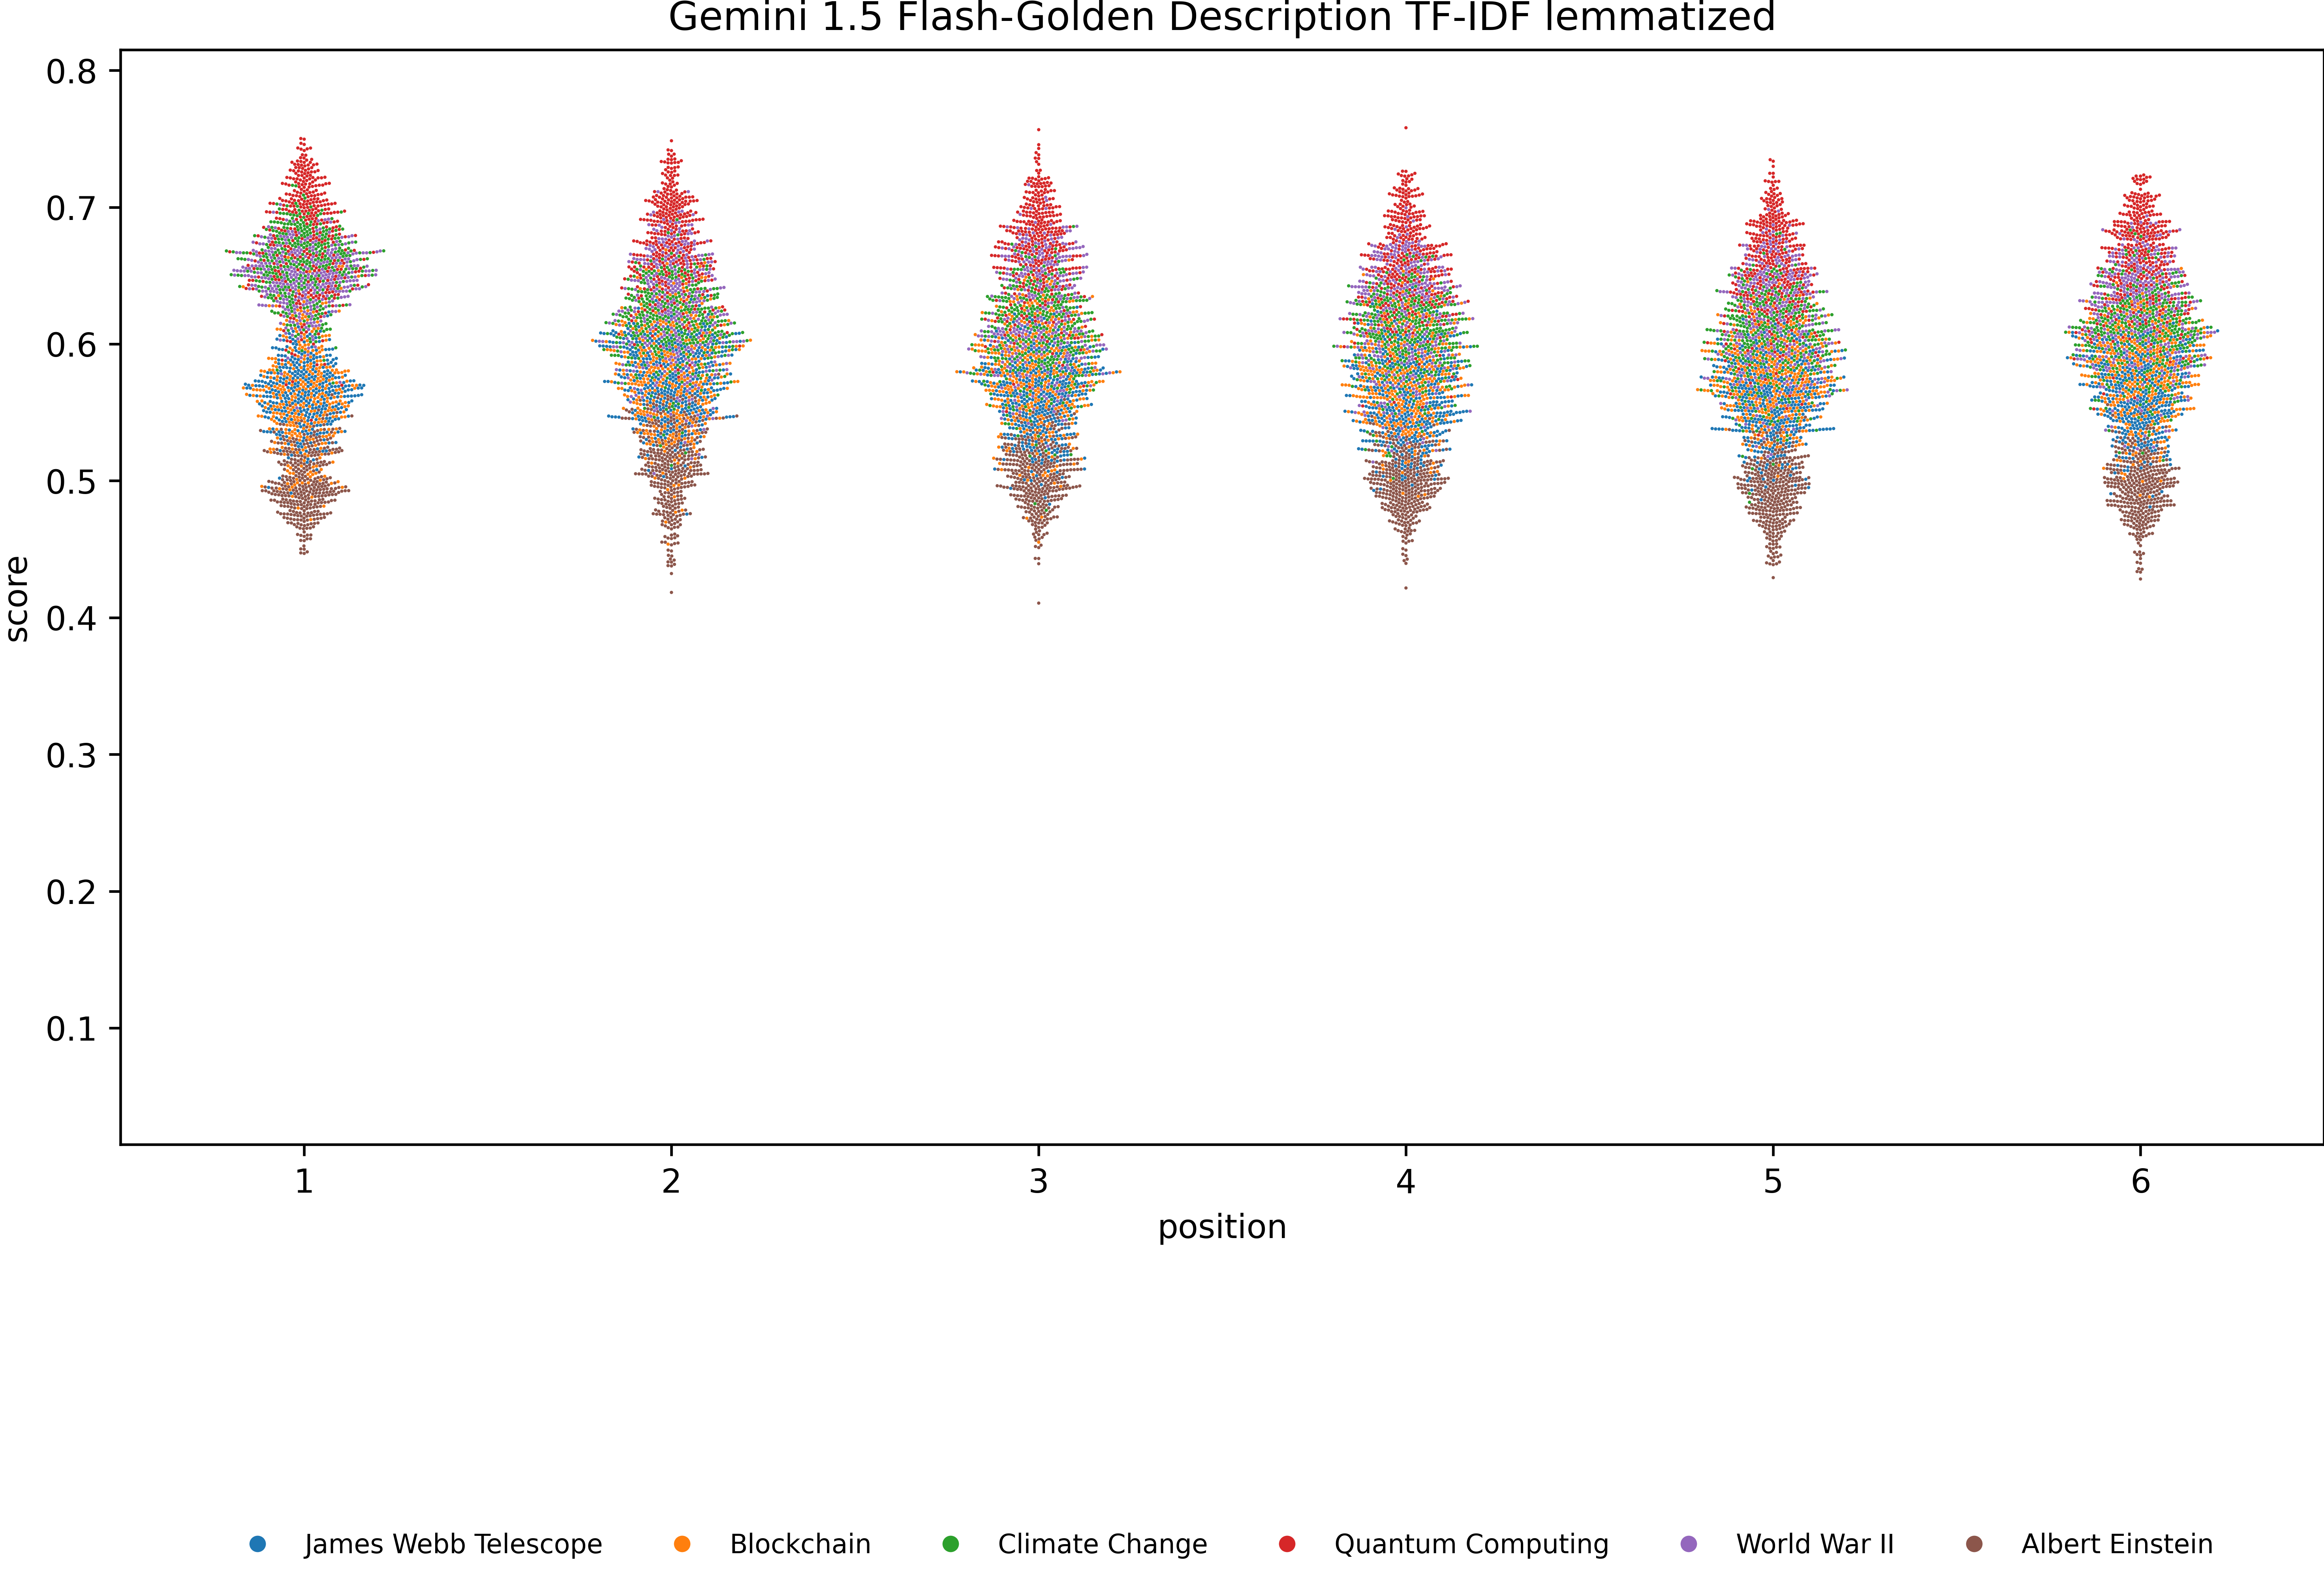 Gemini 1.5 Flash-Golden Description TF-IDF lemmatized
0.8
0.7
0.6
0.5
0.4
0.3
0.2
0.1
score
1 2 3 4 5 6
position
James Webb Telescope Blockchain Climate Change Quantum Computing World War II Albert Einstein